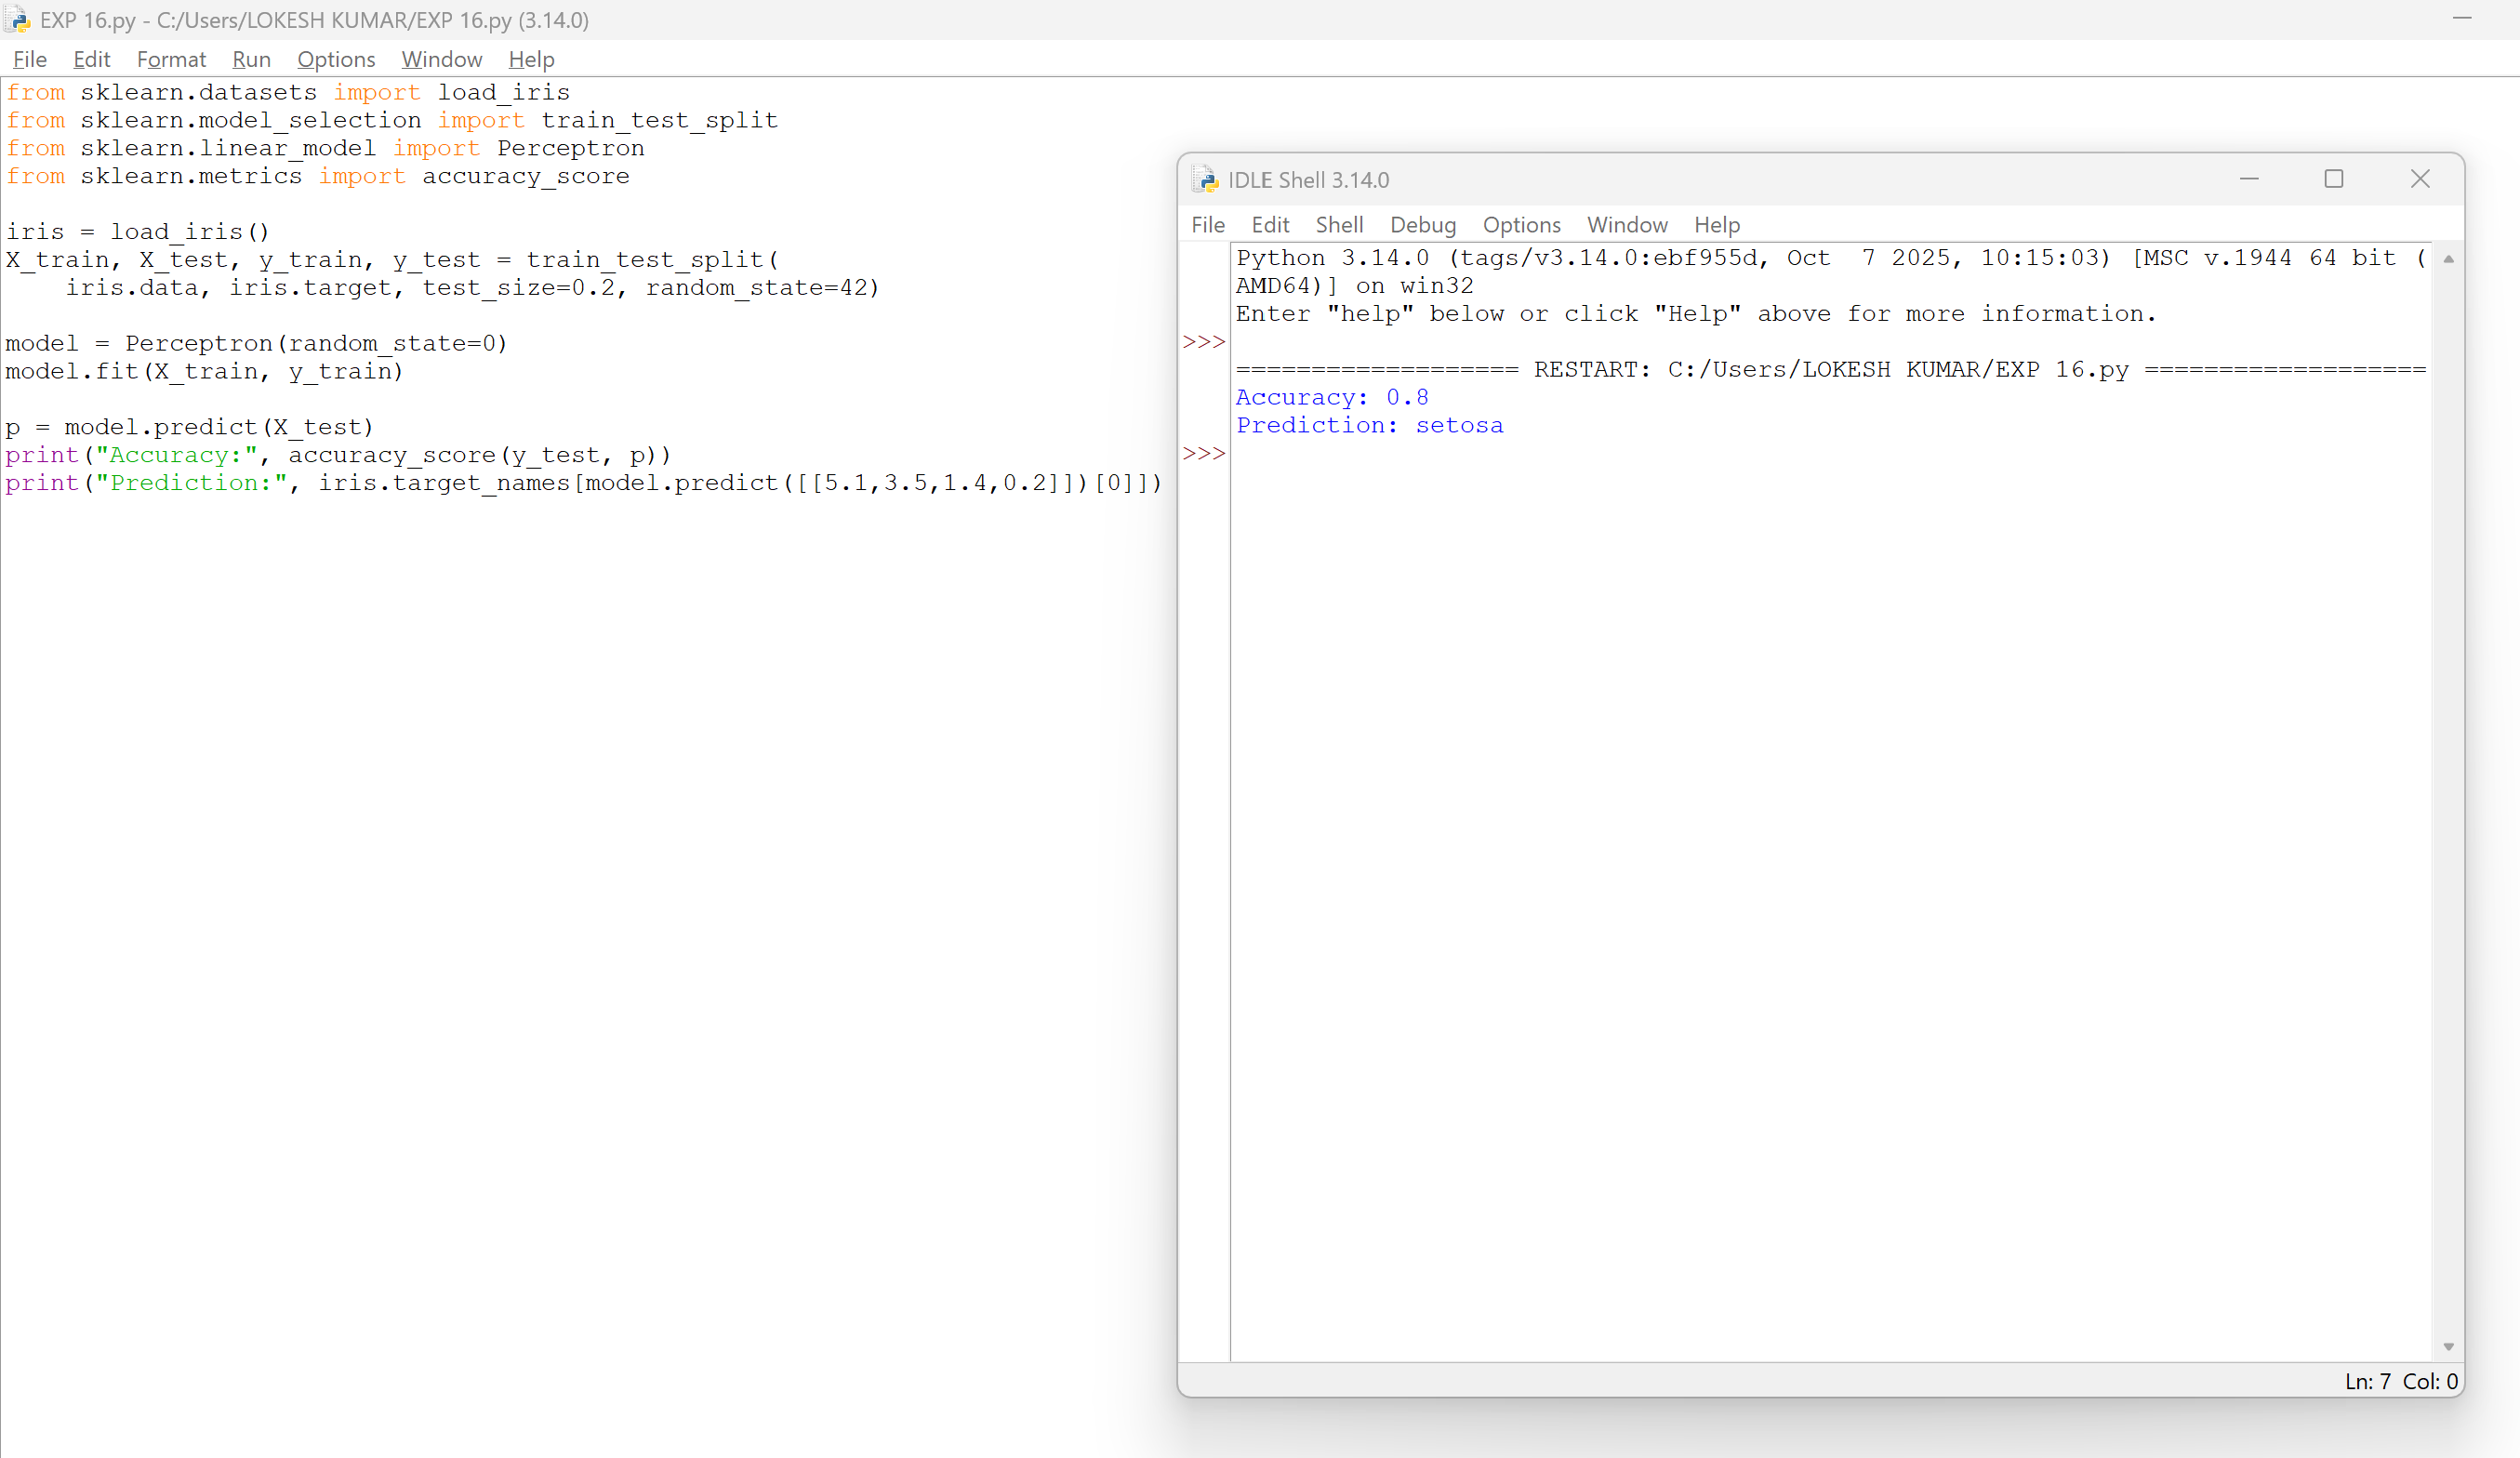 EXP 16.py - C:/Users/LOKESH KUMAR/EXP 16.py (3.14.0)
File Edit Format Run Options Window Help
from sklearn.datasets import load_iris
from sklearn.model_selection import train_test_split
from sklearn.linear_model import Perceptron
from sklearn.metrics import accuracy_score
iris = load_iris()
X_train, X_test, y_train, y_test = train_test_split(
    iris.data, iris.target, test_size=0.2, random_state=42)
model = Perceptron(random_state=0)
model.fit(X_train, y_train)
p = model.predict(X_test)
print("Accuracy:", accuracy_score(y_test, p))
print("Prediction:", iris.target_names[model.predict([[5.1,3.5,1.4,0.2]])[0]])
IDLE Shell 3.14.0
File Edit Shell Debug Options Window Help
Python 3.14.0 (tags/v3.14.0:ebf955d, Oct  7 2025, 10:15:03) [MSC v.1944 64 bit (
AMD64)] on win32
Enter "help" below or click "Help" above for more information.
>>>
=================== RESTART: C:/Users/LOKESH KUMAR/EXP 16.py ===================
Accuracy: 0.8
Prediction: setosa
>>>
Ln: 7 Col: 0